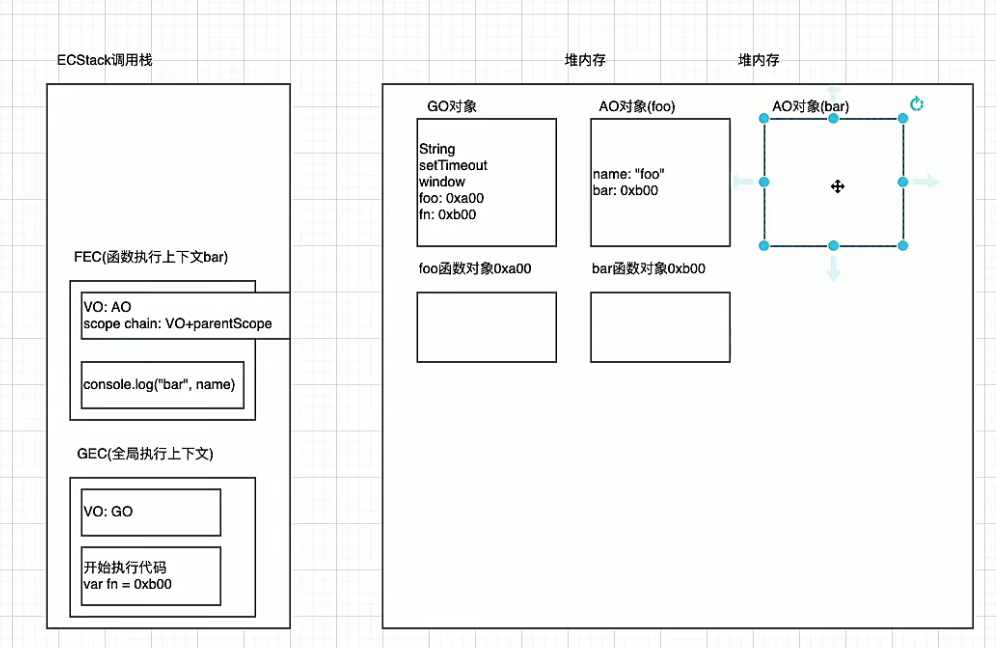 ECStack调用栈
FEC(函数执行上下文bar)
VO: AO
scope chain: VO+parentScope
console.log("bar", name)
GEC(全局执行上下文)
VO: GO
开始执行代码
var fn = 0xb00
堆内存
堆内存
GO对象
String
setTimeout
window
foo: 0xa00
fn: 0xb00
AO对象(foo)
name: "foo"
bar: 0xb00
AO对象(bar)
foo函数对象0xa00
bar函数对象0xb00